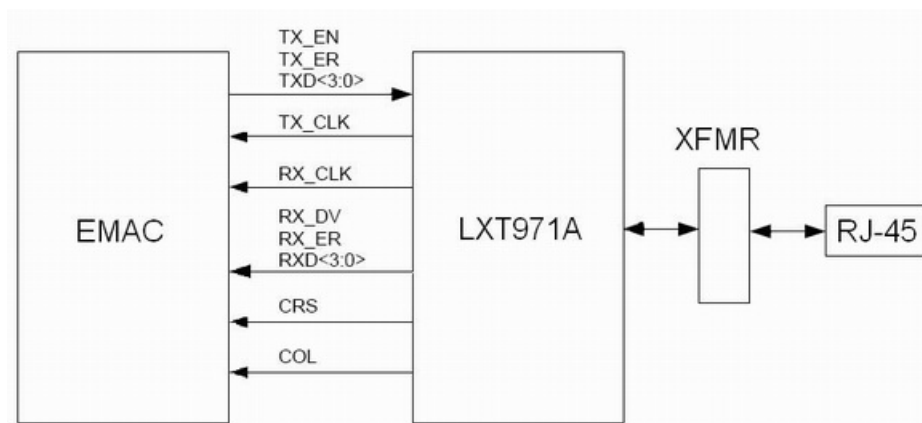 TX_EN
TX_ER
TXD<3:0>
TX_CLK
RX_CLK
RX_DV
RX_ER
RXD<3:0>
CRS
COL
EMAC
LXT971A
XFMR
RJ-45